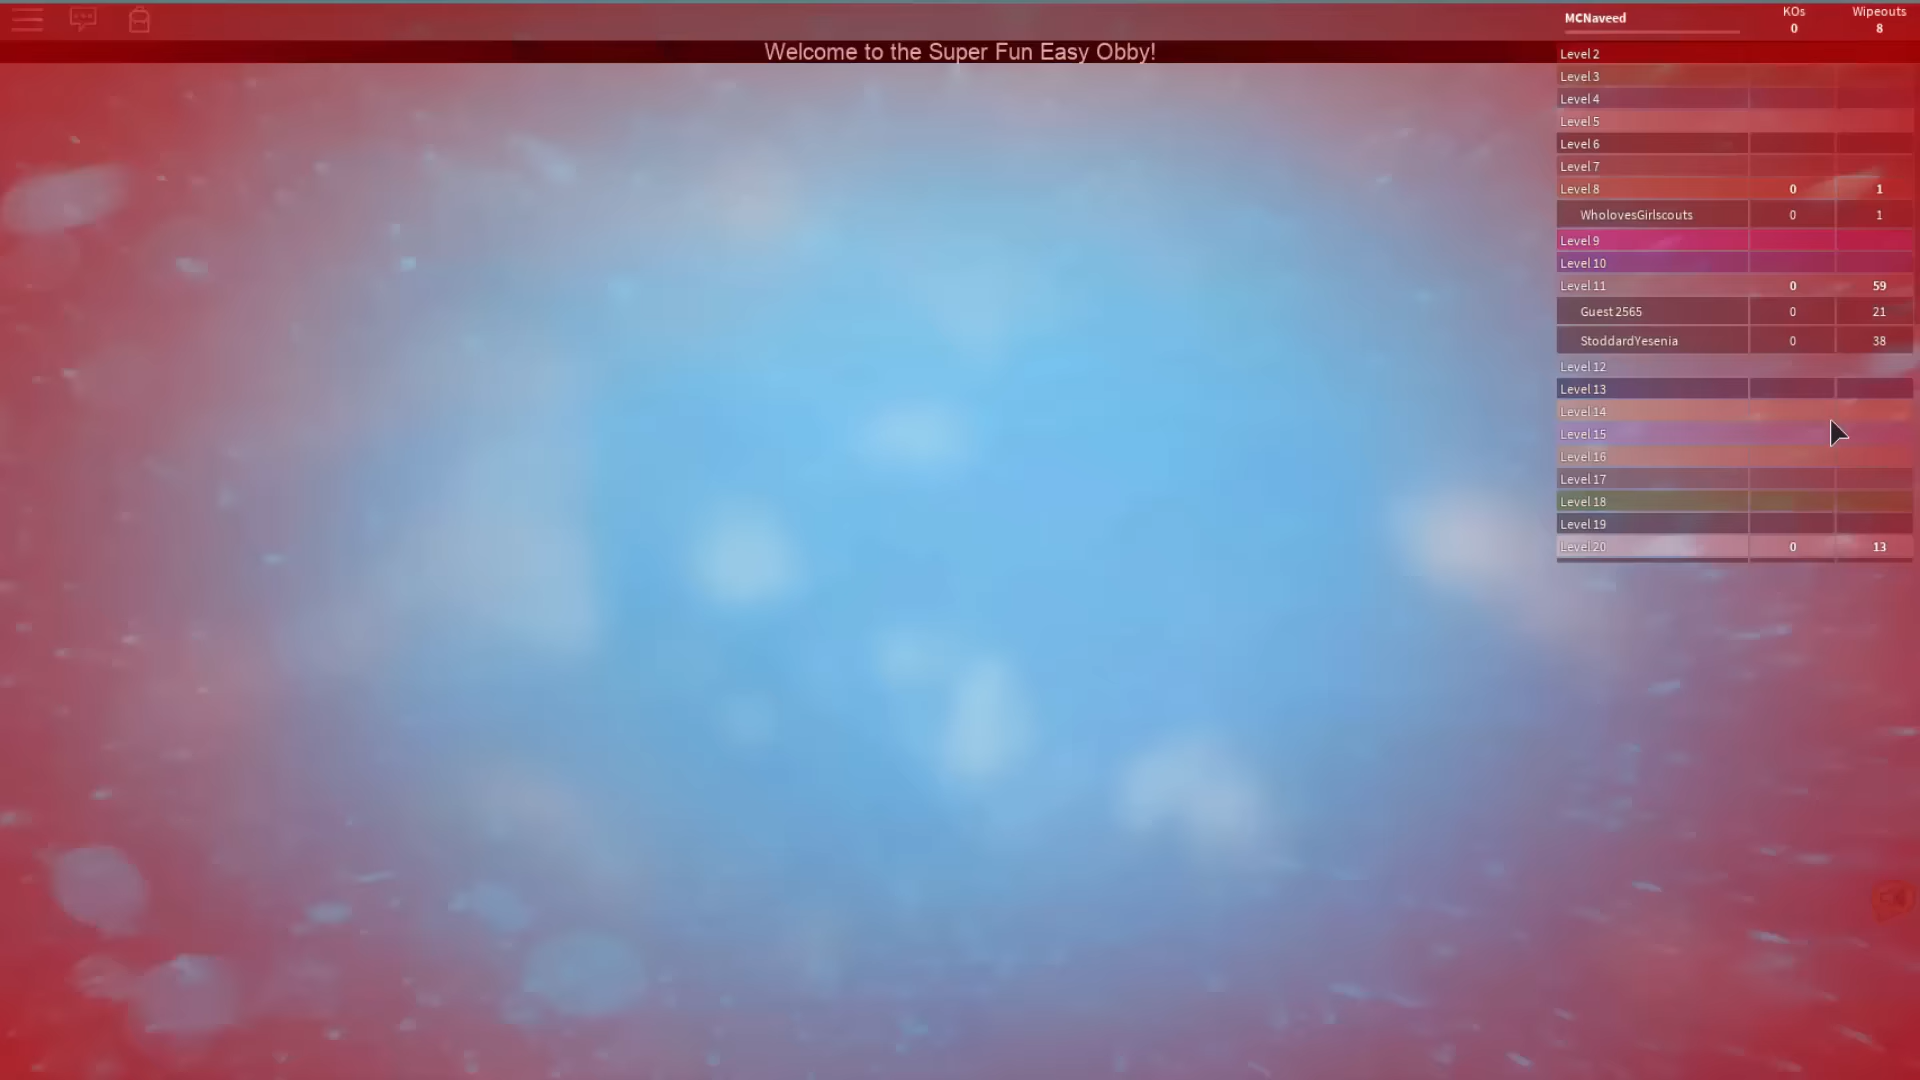 MCNaveed KOs Wipeouts
0 8
Welcome to the Super Fun Easy Obby!
Level 2
Level 3
Level 4
Level 5
Level 6
Level 7
Level 8 0 1
WholovesGirlscouts 0 1
Level 9
Level 10
Level 11 0 59
Guest 2565 0 21
StoddardYesenia 0 38
Level 12
Level 13
Level 14
Level 15
Level 16
Level 17
Level 18
Level 19
Level 20 0 13